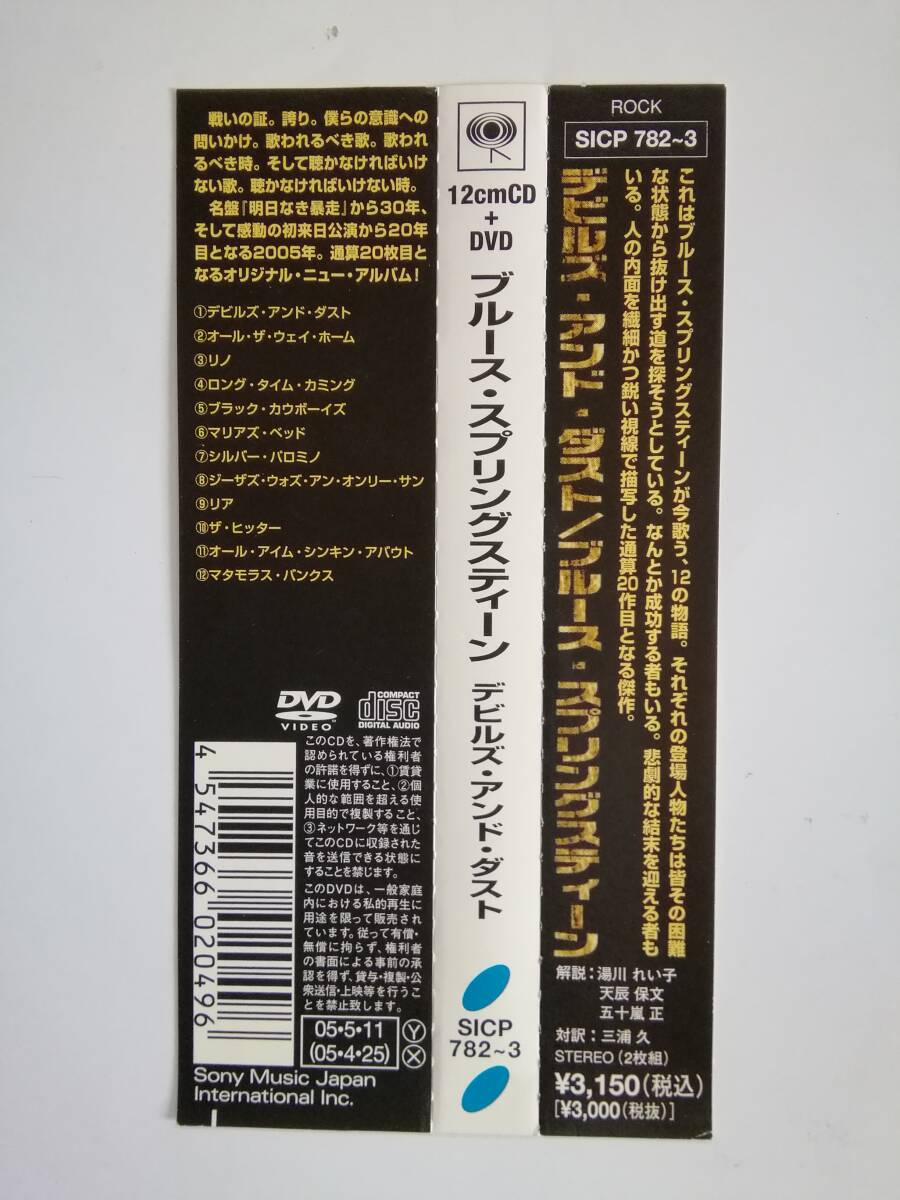 戦いの証。誇り。僕らの意識への
問いかけ。歌われるべき歌。歌われ
るべき時。そして聴かなければいけ
ない歌。聴かなければいけない時。
名盤『明日なき暴走』から30年、
そして感動の初来日公演から20年
目となる2005年。通算20枚目と
なるオリジナル・ニュー・アルバム!
①デビルズ・アンド・ダスト
②オール・ザ・ウェイ・ホーム
③リノ
④ロング・タイム・カミング
⑤ブラック・カウボーイズ
⑥マリアズ・ベッド
⑦シルバー・パロミノ
⑧ジーザズ・ウォズ・アン・オンリー・サン
⑨リア
⑩ザ・ヒッター
⑪オール・アイム・シンキン・アバウト
⑫マタモラス・バンクス
DVD
VIDEO
COMPACT
disc
DIGITAL AUDIO
このCDを、著作権法で
認められている権利者
の許諾を得ずに、①賃貸
業に使用すること、②個
人的な範囲を超える使
用目的で複製すること、
③ネットワーク等を通じ
てこのCDに収録された
音を送信できる状態に
することを禁じます。
このDVDは、一般家庭
内における私的再生に
用途を限って販売され
ています。従って有償・
無償に拘らず、権利者
の書面による事前の承
認を得ず、貸与・複製・公
衆送信・上映等を行うこ
とを禁止致します。
4 547366 020496
05・5・11
(05・4・25)
Y
X
Sony Music Japan
International Inc.
12cmCD
+
DVD
ブルース・スプリングスティーン デビルズ・アンド・ダスト
SICP
782~3
ROCK
SICP 782~3
これはブルース・スプリングスティーンが今歌う、12の物語。それぞれの登場人物たちは皆その困難
な状態から抜け出す道を探そうとしている。なんとか成功する者もいる。悲劇的な結末を迎える者も
いる。人の内面を繊細かつ鋭い視線で描写した通算20作目となる傑作。
デビルズ・アンド・ダスト/ブルース・スプリングスティーン
解説:湯川 れい子
天辰 保文
五十嵐 正
対訳:三浦 久
STEREO(2枚組)
¥3,150(税込)
[¥3,000(税抜)]